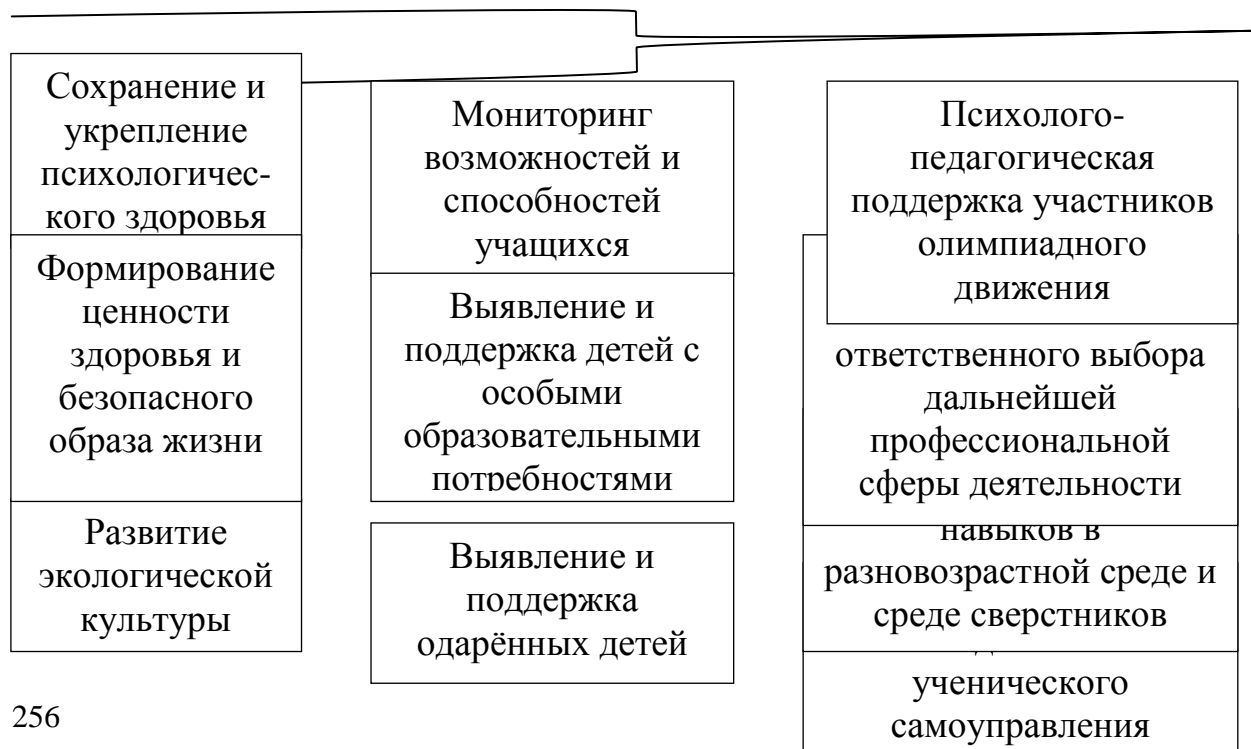 Сохранение и
укрепление
психологичес-
кого здоровья
Формирование
ценности
здоровья и
безопасного
образа жизни
Развитие
экологической
культуры
Мониторинг
возможностей и
способностей
учащихся
Выявление и
поддержка детей с
особыми
образовательными
потребностями
Выявление и
поддержка
одарённых детей
Психолого-
педагогическая
поддержка участников
олимпиадного
движения
ответственного выбора
дальнейшей
профессиональной
сферы деятельности
навыков в
разновозрастной среде и
среде сверстников
ученического
самоуправления
256